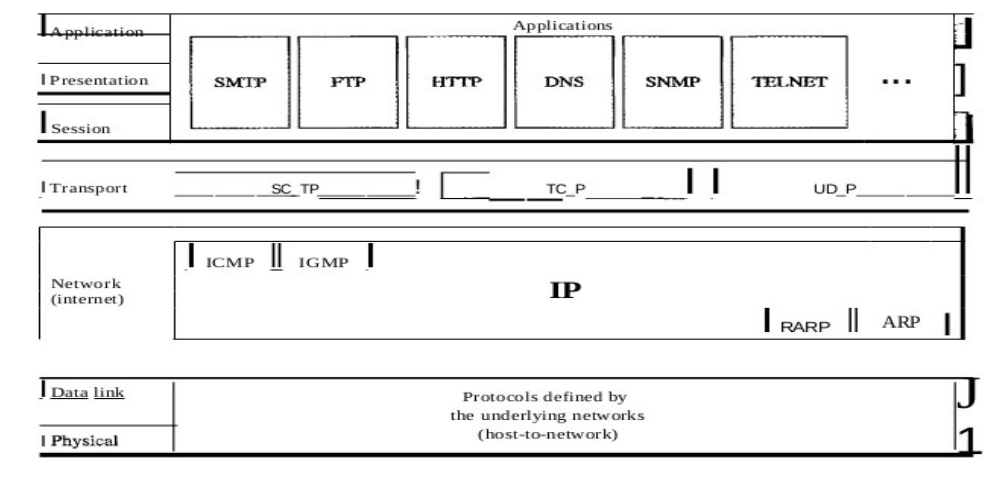 Applications
Application
Presentation
Session
SMTP FTP HTTP DNS SNMP TELNET ...
Transport SC_TP TC_P UD_P
ICMP IGMP
Network
(internet)
IP
RARP ARP
Data link
Physical
Protocols defined by
the underlying networks
(host-to-network)
J
1